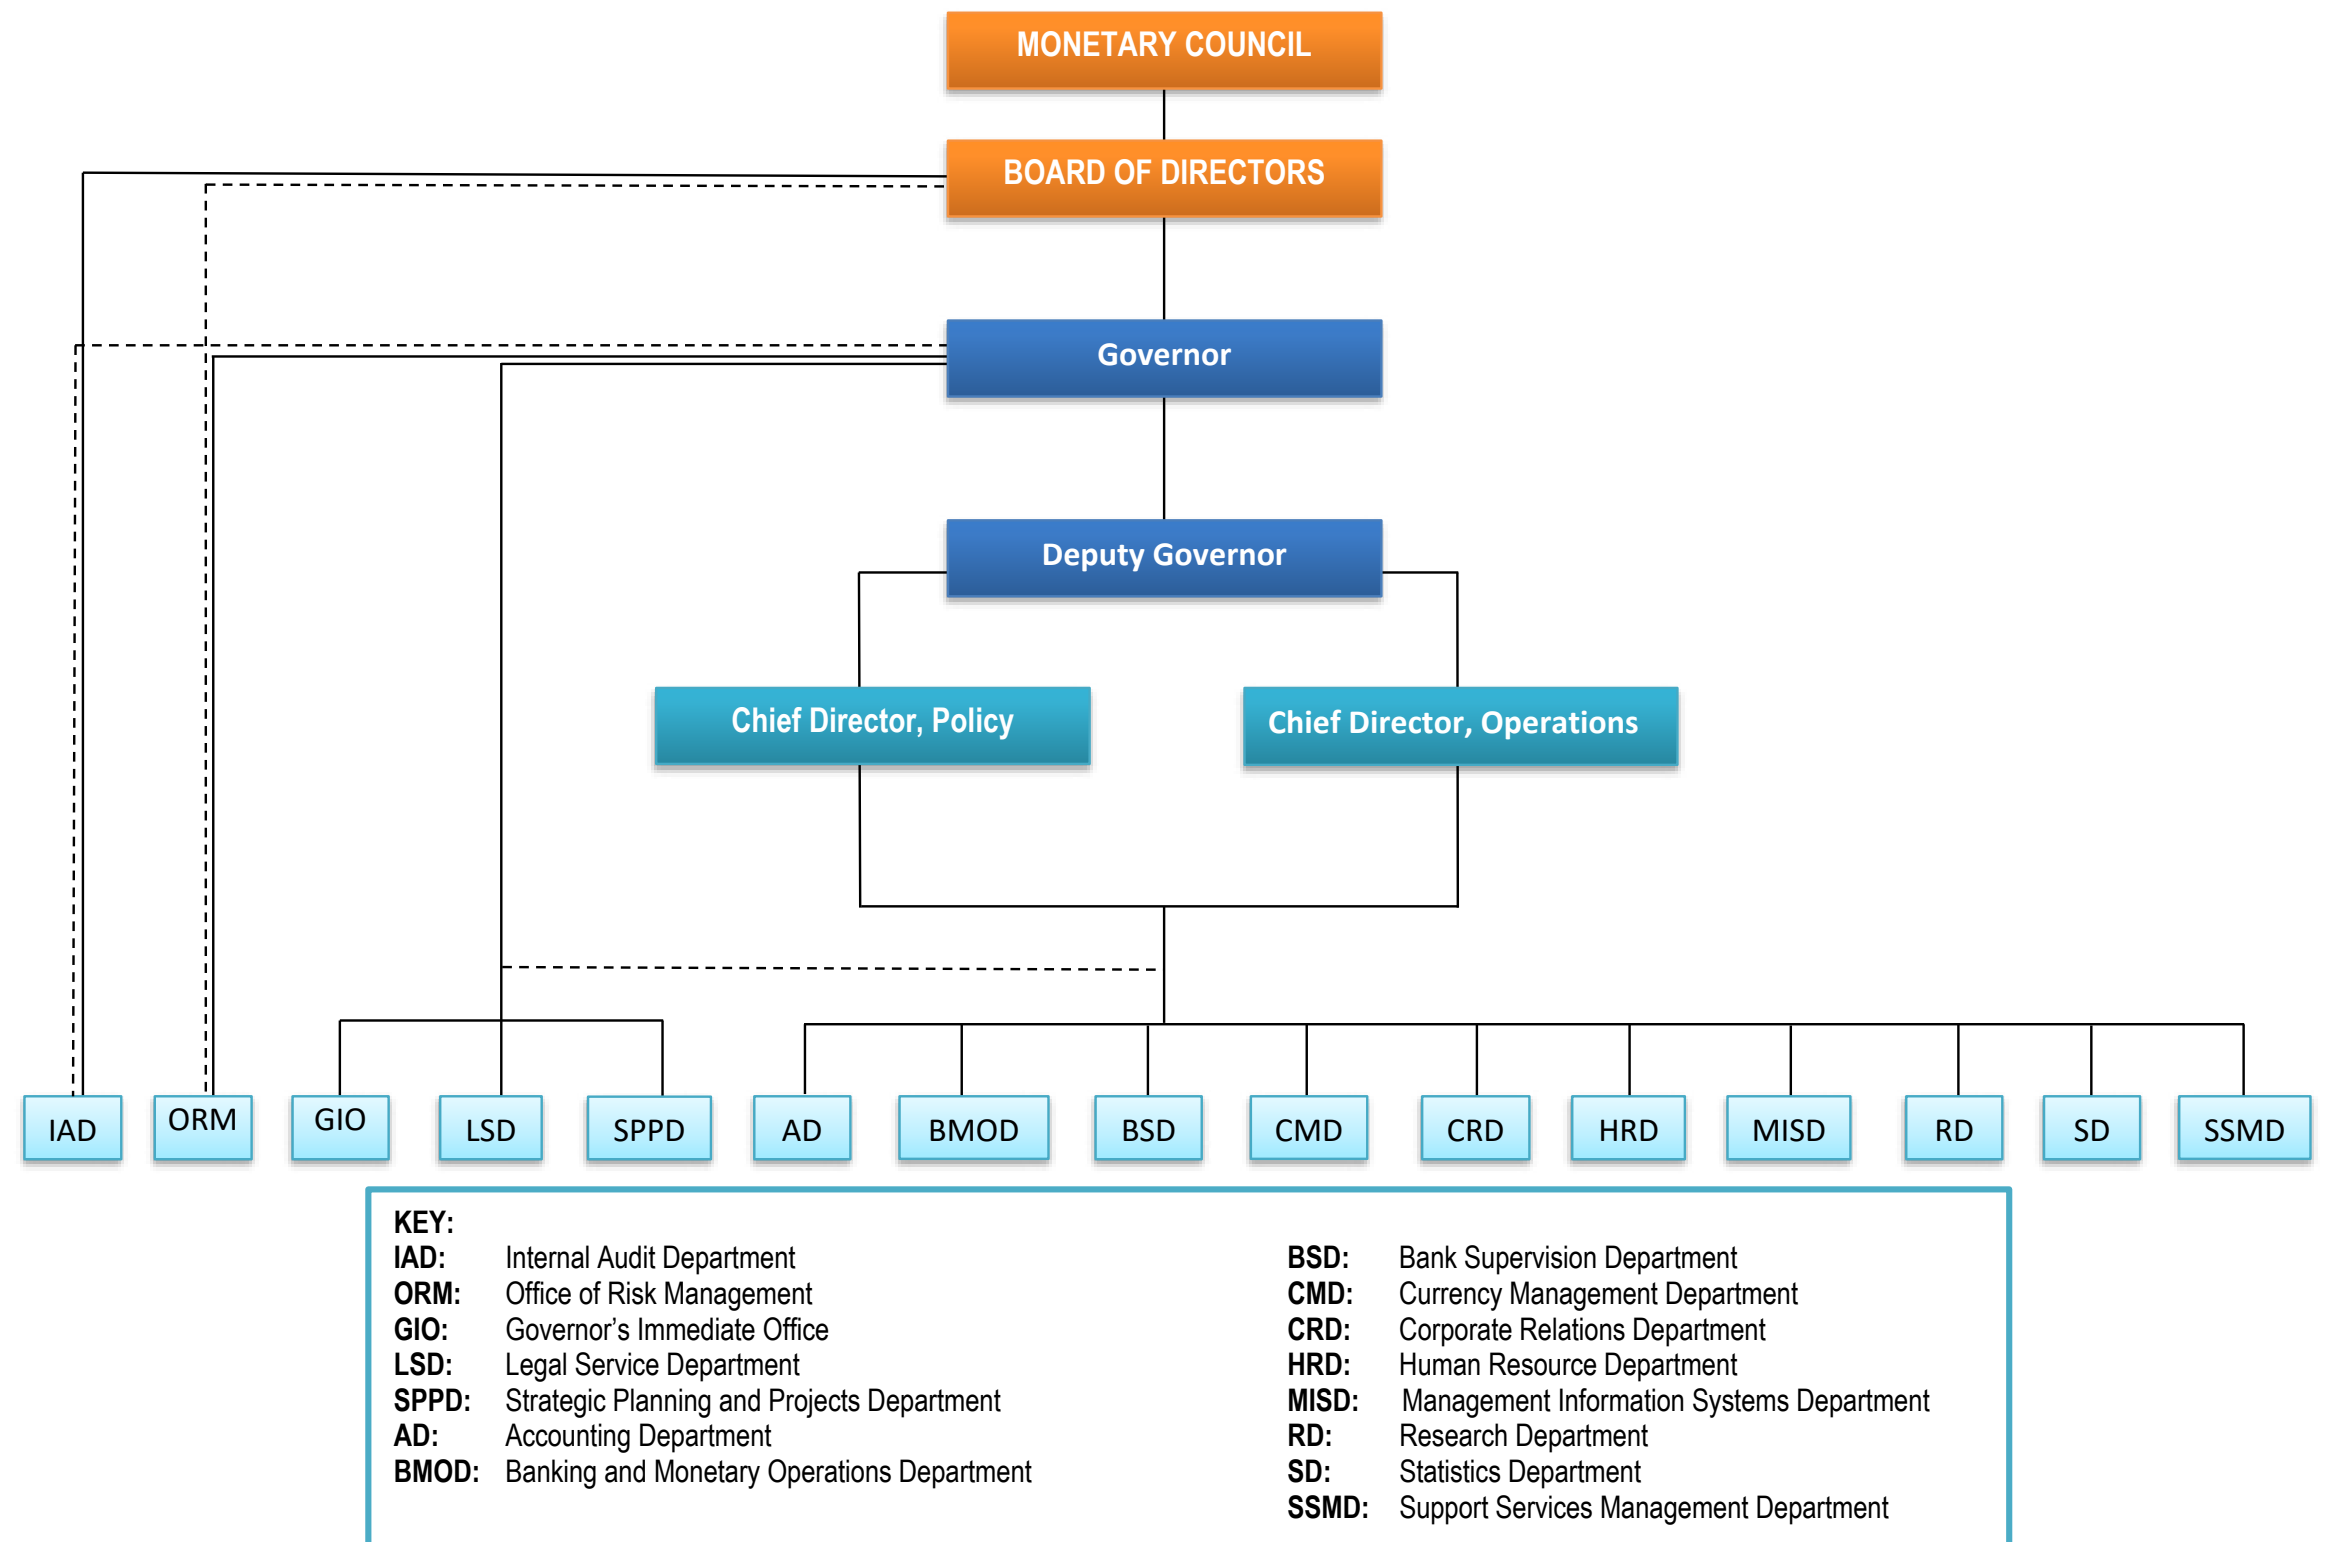 MONETARY COUNCIL
BOARD OF DIRECTORS
Governor
Deputy Governor
Chief Director, Policy
Chief Director, Operations
IAD
ORM
GIO
LSD
SPPD
AD
BMOD
BSD
CMD
CRD
HRD
MISD
RD
SD
SSMD
KEY:
IAD: Internal Audit Department
ORM: Office of Risk Management
GIO: Governor’s Immediate Office
LSD: Legal Service Department
SPPD: Strategic Planning and Projects Department
AD: Accounting Department
BMOD: Banking and Monetary Operations Department
BSD: Bank Supervision Department
CMD: Currency Management Department
CRD: Corporate Relations Department
HRD: Human Resource Department
MISD: Management Information Systems Department
RD: Research Department
SD: Statistics Department
SSMD: Support Services Management Department